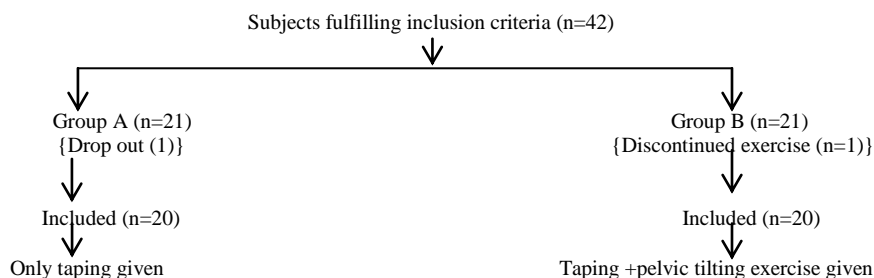 Subjects fulfilling inclusion criteria (n=42)
Group A (n=21)
{Drop out (1)}
Group B (n=21)
{Discontinued exercise (n=1)}
Included (n=20)
Included (n=20)
Only taping given
Taping +pelvic tilting exercise given